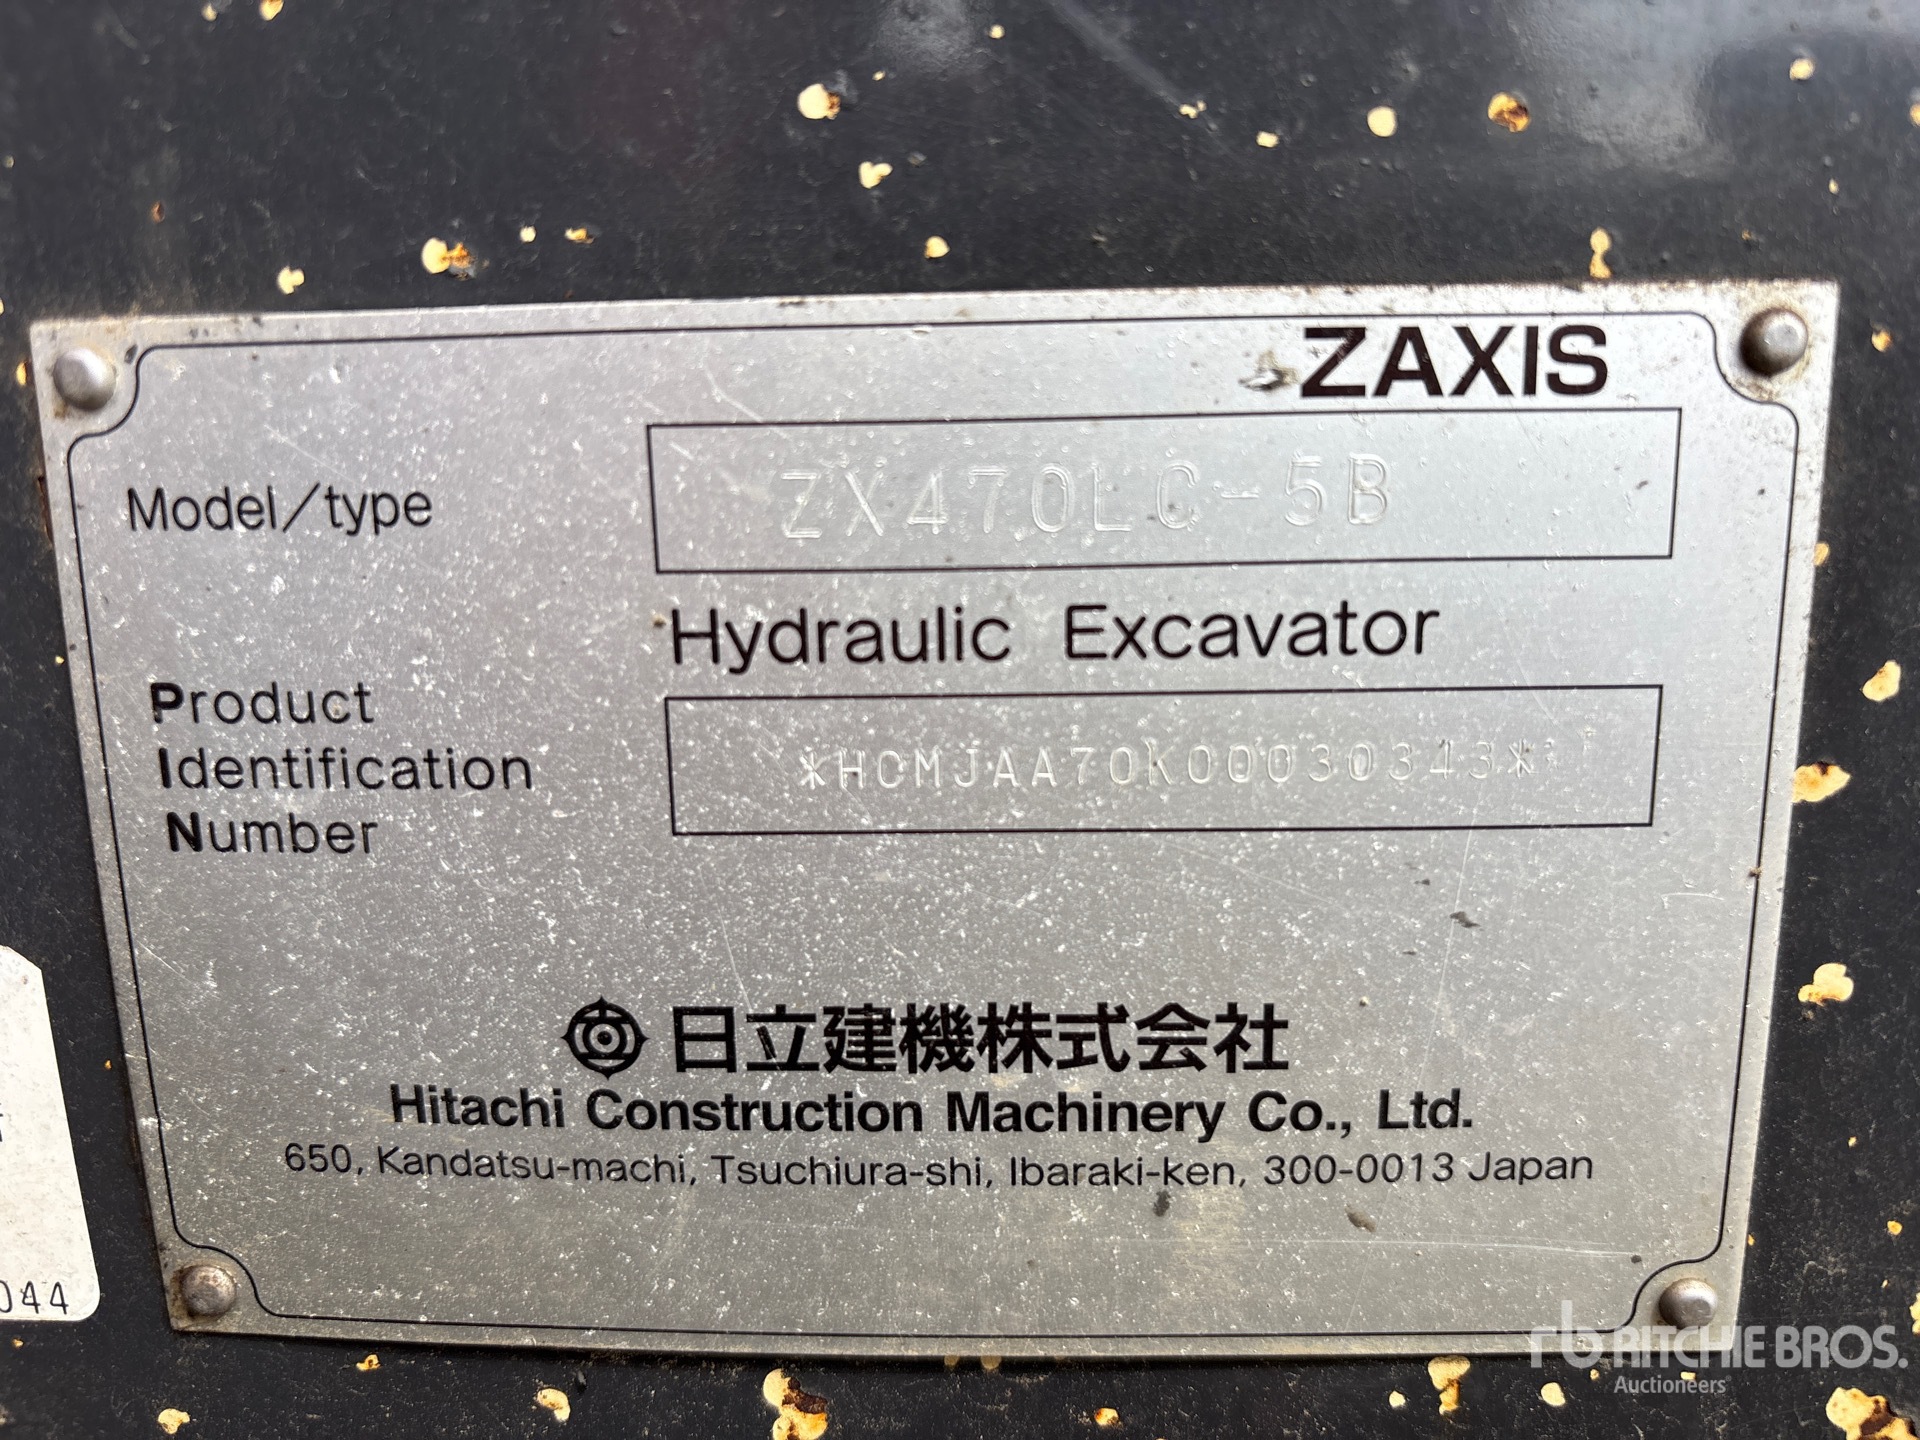 ZAXIS
Model/type
ZX470LC-5B
Hydraulic Excavator
Product
Identification
Number
*HCMJAA70K00030343*
日立建機株式会社
Hitachi Construction Machinery Co., Ltd.
650, Kandatsu-machi, Tsuchiura-shi, Ibaraki-ken, 300-0013 Japan
044
rb RITCHIE BROS.
Auctioneers